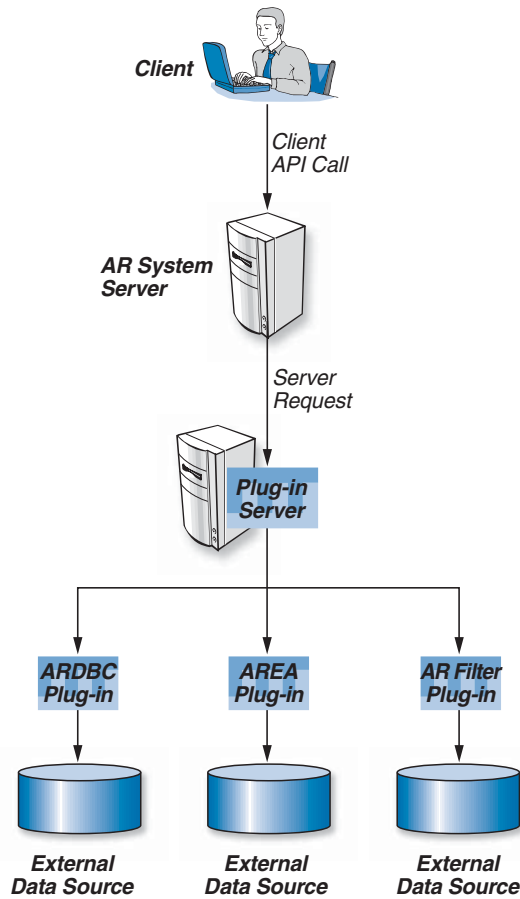 Client
Client
API Call
AR System
Server
Server
Request
Plug-in
Server
ARDBC
Plug-in
AREA
Plug-in
AR Filter
Plug-in
External
Data Source
External
Data Source
External
Data Source